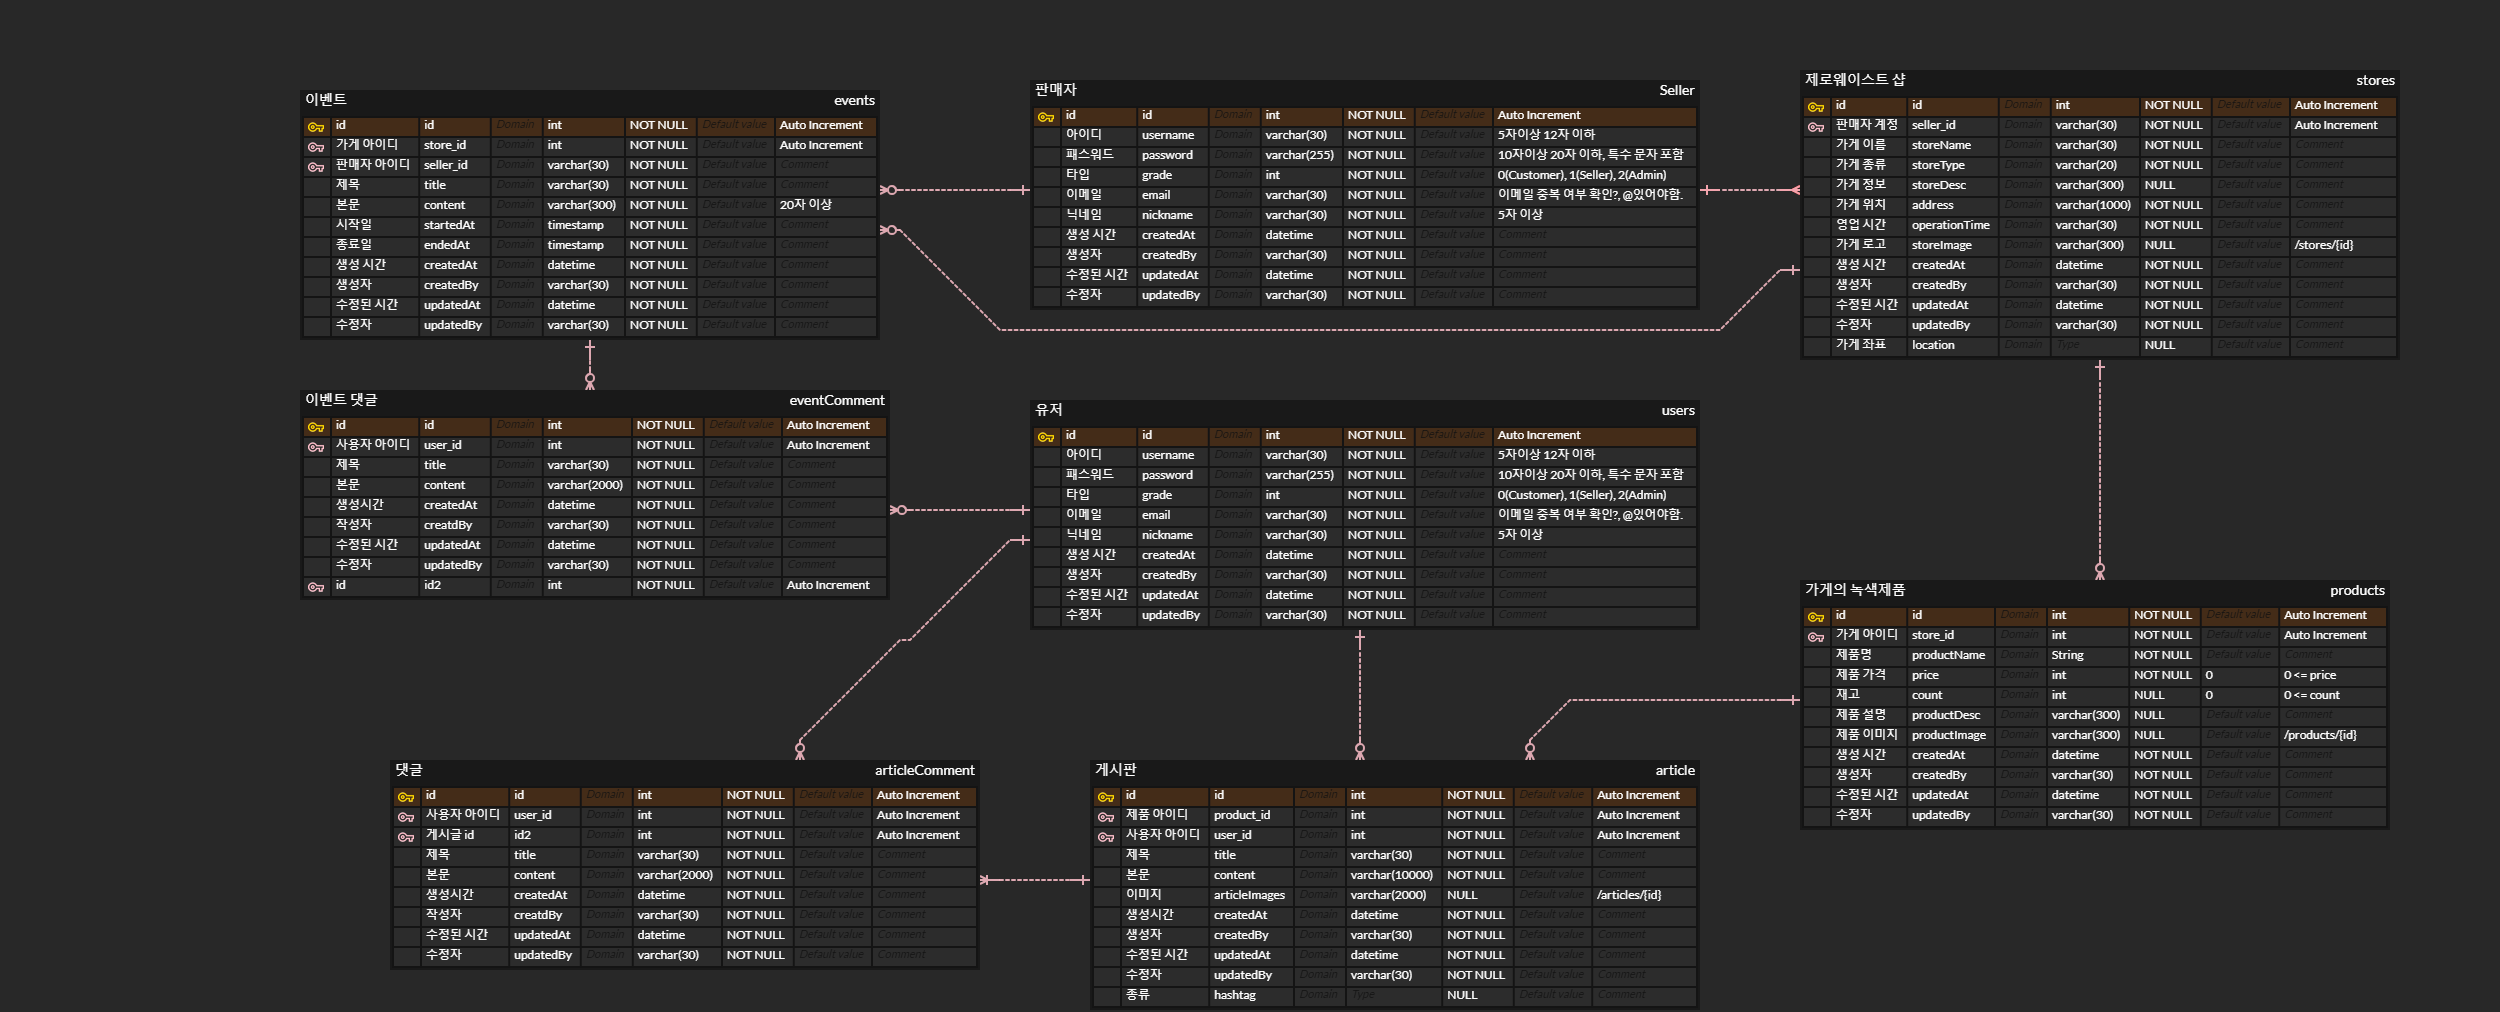 이벤트 events
id id Domain int NOT NULL Default value Auto Increment
가게 아이디 store_id Domain int NOT NULL Default value Auto Increment
판매자 아이디 seller_id Domain varchar(30) NOT NULL Default value Comment
제목 title Domain varchar(30) NOT NULL Default value Comment
본문 content Domain varchar(300) NOT NULL Default value 20자 이상
시작일 startedAt Domain timestamp NOT NULL Default value Comment
종료일 endedAt Domain timestamp NOT NULL Default value Comment
생성 시간 createdAt Domain datetime NOT NULL Default value Comment
생성자 createdBy Domain varchar(30) NOT NULL Default value Comment
수정된 시간 updatedAt Domain datetime NOT NULL Default value Comment
수정자 updatedBy Domain varchar(30) NOT NULL Default value Comment
판매자 Seller
id id Domain int NOT NULL Default value Auto Increment
아이디 username Domain varchar(30) NOT NULL Default value 5자이상 12자 이하
패스워드 password Domain varchar(255) NOT NULL Default value 10자이상 20자 이하, 특수 문자 포함
타입 grade Domain int NOT NULL Default value 0(Customer), 1(Seller), 2(Admin)
이메일 email Domain varchar(30) NOT NULL Default value 이메일 중복 여부 확인?, @있어야함.
닉네임 nickname Domain varchar(30) NOT NULL Default value 5자 이상
생성 시간 createdAt Domain datetime NOT NULL Default value Comment
생성자 createdBy Domain varchar(30) NOT NULL Default value Comment
수정된 시간 updatedAt Domain datetime NOT NULL Default value Comment
수정자 updatedBy Domain varchar(30) NOT NULL Default value Comment
제로웨이스트 샵 stores
id id Domain int NOT NULL Default value Auto Increment
판매자 계정 seller_id Domain varchar(30) NOT NULL Default value Auto Increment
가게 이름 storeName Domain varchar(30) NOT NULL Default value Comment
가게 종류 storeType Domain varchar(20) NOT NULL Default value Comment
가게 정보 storeDesc Domain varchar(300) NULL Default value Comment
가게 위치 address Domain varchar(1000) NOT NULL Default value Comment
영업 시간 operationTime Domain varchar(30) NOT NULL Default value Comment
가게 로고 storeImage Domain varchar(300) NULL Default value /stores/{id}
생성 시간 createdAt Domain datetime NOT NULL Default value Comment
생성자 createdBy Domain varchar(30) NOT NULL Default value Comment
수정된 시간 updatedAt Domain datetime NOT NULL Default value Comment
수정자 updatedBy Domain varchar(30) NOT NULL Default value Comment
가게 좌표 location Domain Type NULL Default value Comment
이벤트 댓글 eventComment
id id Domain int NOT NULL Default value Auto Increment
사용자 아이디 user_id Domain int NOT NULL Default value Auto Increment
제목 title Domain varchar(30) NOT NULL Default value Comment
본문 content Domain varchar(2000) NOT NULL Default value Comment
생성시간 createdAt Domain datetime NOT NULL Default value Comment
작성자 creatdBy Domain varchar(30) NOT NULL Default value Comment
수정된 시간 updatedAt Domain datetime NOT NULL Default value Comment
수정자 updatedBy Domain varchar(30) NOT NULL Default value Comment
id id2 Domain int NOT NULL Default value Auto Increment
유저 users
id id Domain int NOT NULL Default value Auto Increment
아이디 username Domain varchar(30) NOT NULL Default value 5자이상 12자 이하
패스워드 password Domain varchar(255) NOT NULL Default value 10자이상 20자 이하, 특수 문자 포함
타입 grade Domain int NOT NULL Default value 0(Customer), 1(Seller), 2(Admin)
이메일 email Domain varchar(30) NOT NULL Default value 이메일 중복 여부 확인?, @있어야함.
닉네임 nickname Domain varchar(30) NOT NULL Default value 5자 이상
생성 시간 createdAt Domain datetime NOT NULL Default value Comment
생성자 createdBy Domain varchar(30) NOT NULL Default value Comment
수정된 시간 updatedAt Domain datetime NOT NULL Default value Comment
수정자 updatedBy Domain varchar(30) NOT NULL Default value Comment
가게의 녹색제품 products
id id Domain int NOT NULL Default value Auto Increment
가게 아이디 store_id Domain int NOT NULL Default value Auto Increment
제품명 productName Domain String NOT NULL Default value Comment
제품 가격 price Domain int NOT NULL 0 0 <= price
재고 count Domain int NULL 0 0 <= count
제품 설명 productDesc Domain varchar(300) NULL Default value Comment
제품 이미지 productImage Domain varchar(300) NULL Default value /products/{id}
생성 시간 createdAt Domain datetime NOT NULL Default value Comment
생성자 createdBy Domain varchar(30) NOT NULL Default value Comment
수정된 시간 updatedAt Domain datetime NOT NULL Default value Comment
수정자 updatedBy Domain varchar(30) NOT NULL Default value Comment
댓글 articleComment
id id Domain int NOT NULL Default value Auto Increment
사용자 아이디 user_id Domain int NOT NULL Default value Auto Increment
게시글 id id2 Domain int NOT NULL Default value Auto Increment
제목 title Domain varchar(30) NOT NULL Default value Comment
본문 content Domain varchar(2000) NOT NULL Default value Comment
생성시간 createdAt Domain datetime NOT NULL Default value Comment
작성자 creatdBy Domain varchar(30) NOT NULL Default value Comment
수정된 시간 updatedAt Domain datetime NOT NULL Default value Comment
수정자 updatedBy Domain varchar(30) NOT NULL Default value Comment
게시판 article
id id Domain int NOT NULL Default value Auto Increment
제품 아이디 product_id Domain int NOT NULL Default value Auto Increment
사용자 아이디 user_id Domain int NOT NULL Default value Auto Increment
제목 title Domain varchar(30) NOT NULL Default value Comment
본문 content Domain varchar(10000) NOT NULL Default value Comment
이미지 articleImages Domain varchar(2000) NULL Default value /articles/{id}
생성시간 createdAt Domain datetime NOT NULL Default value Comment
생성자 createdBy Domain varchar(30) NOT NULL Default value Comment
수정된 시간 updatedAt Domain datetime NOT NULL Default value Comment
수정자 updatedBy Domain varchar(30) NOT NULL Default value Comment
종류 hashtag Domain Type NULL Default value Comment